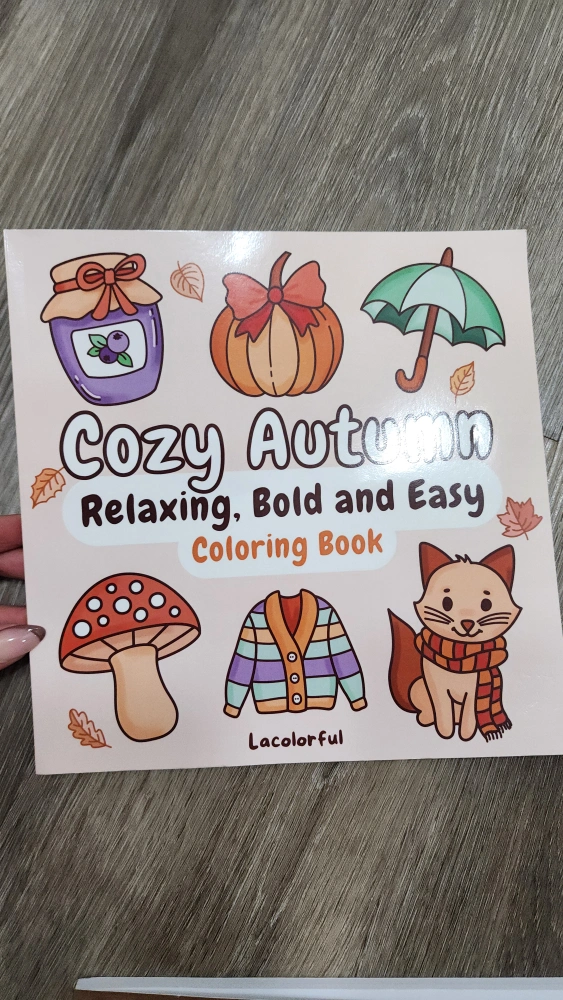 Cozy Autumn
Relaxing, Bold and Easy
Coloring Book
Lacolorful